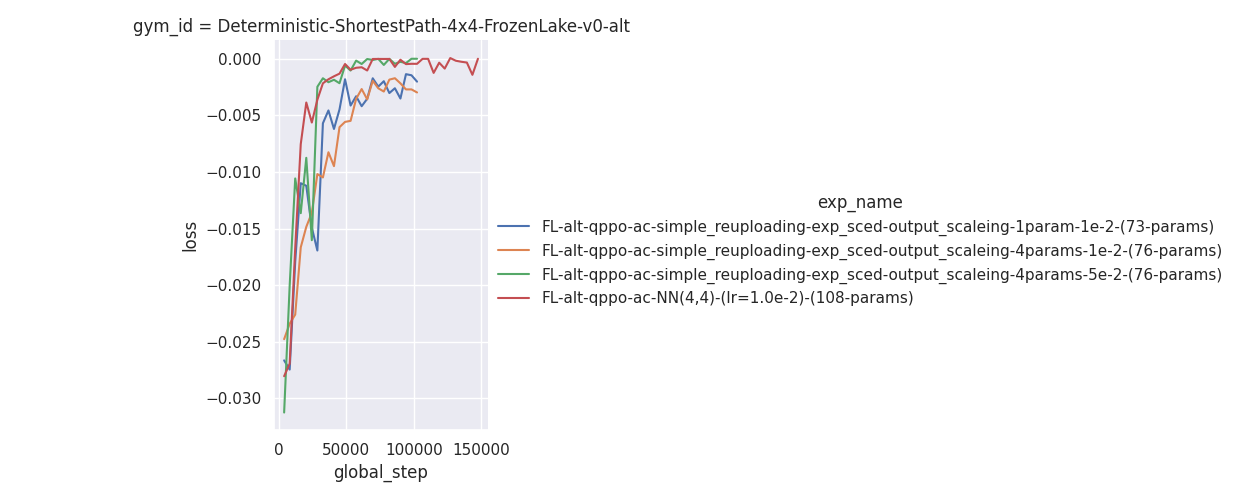 gym_id = Deterministic-ShortestPath-4x4-FrozenLake-v0-alt
0.000
−0.005
−0.010
−0.015
−0.020
−0.025
−0.030
loss
0 50000 100000 150000
global_step
exp_name
FL-alt-qppo-ac-simple_reuploading-exp_sced-output_scaleing-1param-1e-2-(73-params)
FL-alt-qppo-ac-simple_reuploading-exp_sced-output_scaleing-4params-1e-2-(76-params)
FL-alt-qppo-ac-simple_reuploading-exp_sced-output_scaleing-4params-5e-2-(76-params)
FL-alt-qppo-ac-NN(4,4)-(lr=1.0e-2)-(108-params)